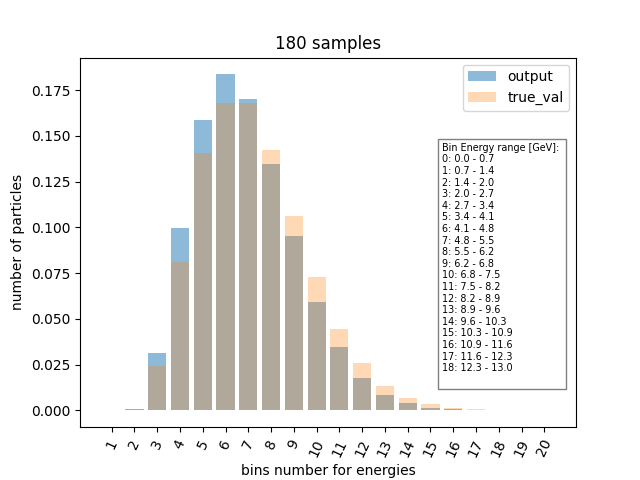 180 samples
output
true_val
Bin Energy range [GeV]:
0: 0.0 - 0.7
1: 0.7 - 1.4
2: 1.4 - 2.0
3: 2.0 - 2.7
4: 2.7 - 3.4
5: 3.4 - 4.1
6: 4.1 - 4.8
7: 4.8 - 5.5
8: 5.5 - 6.2
9: 6.2 - 6.8
10: 6.8 - 7.5
11: 7.5 - 8.2
12: 8.2 - 8.9
13: 8.9 - 9.6
14: 9.6 - 10.3
15: 10.3 - 10.9
16: 10.9 - 11.6
17: 11.6 - 12.3
18: 12.3 - 13.0
number of particles
0.175
0.150
0.125
0.100
0.075
0.050
0.025
0.000
1 2 3 4 5 6 7 8 9 10 11 12 13 14 15 16 17 18 19 20
bins number for energies